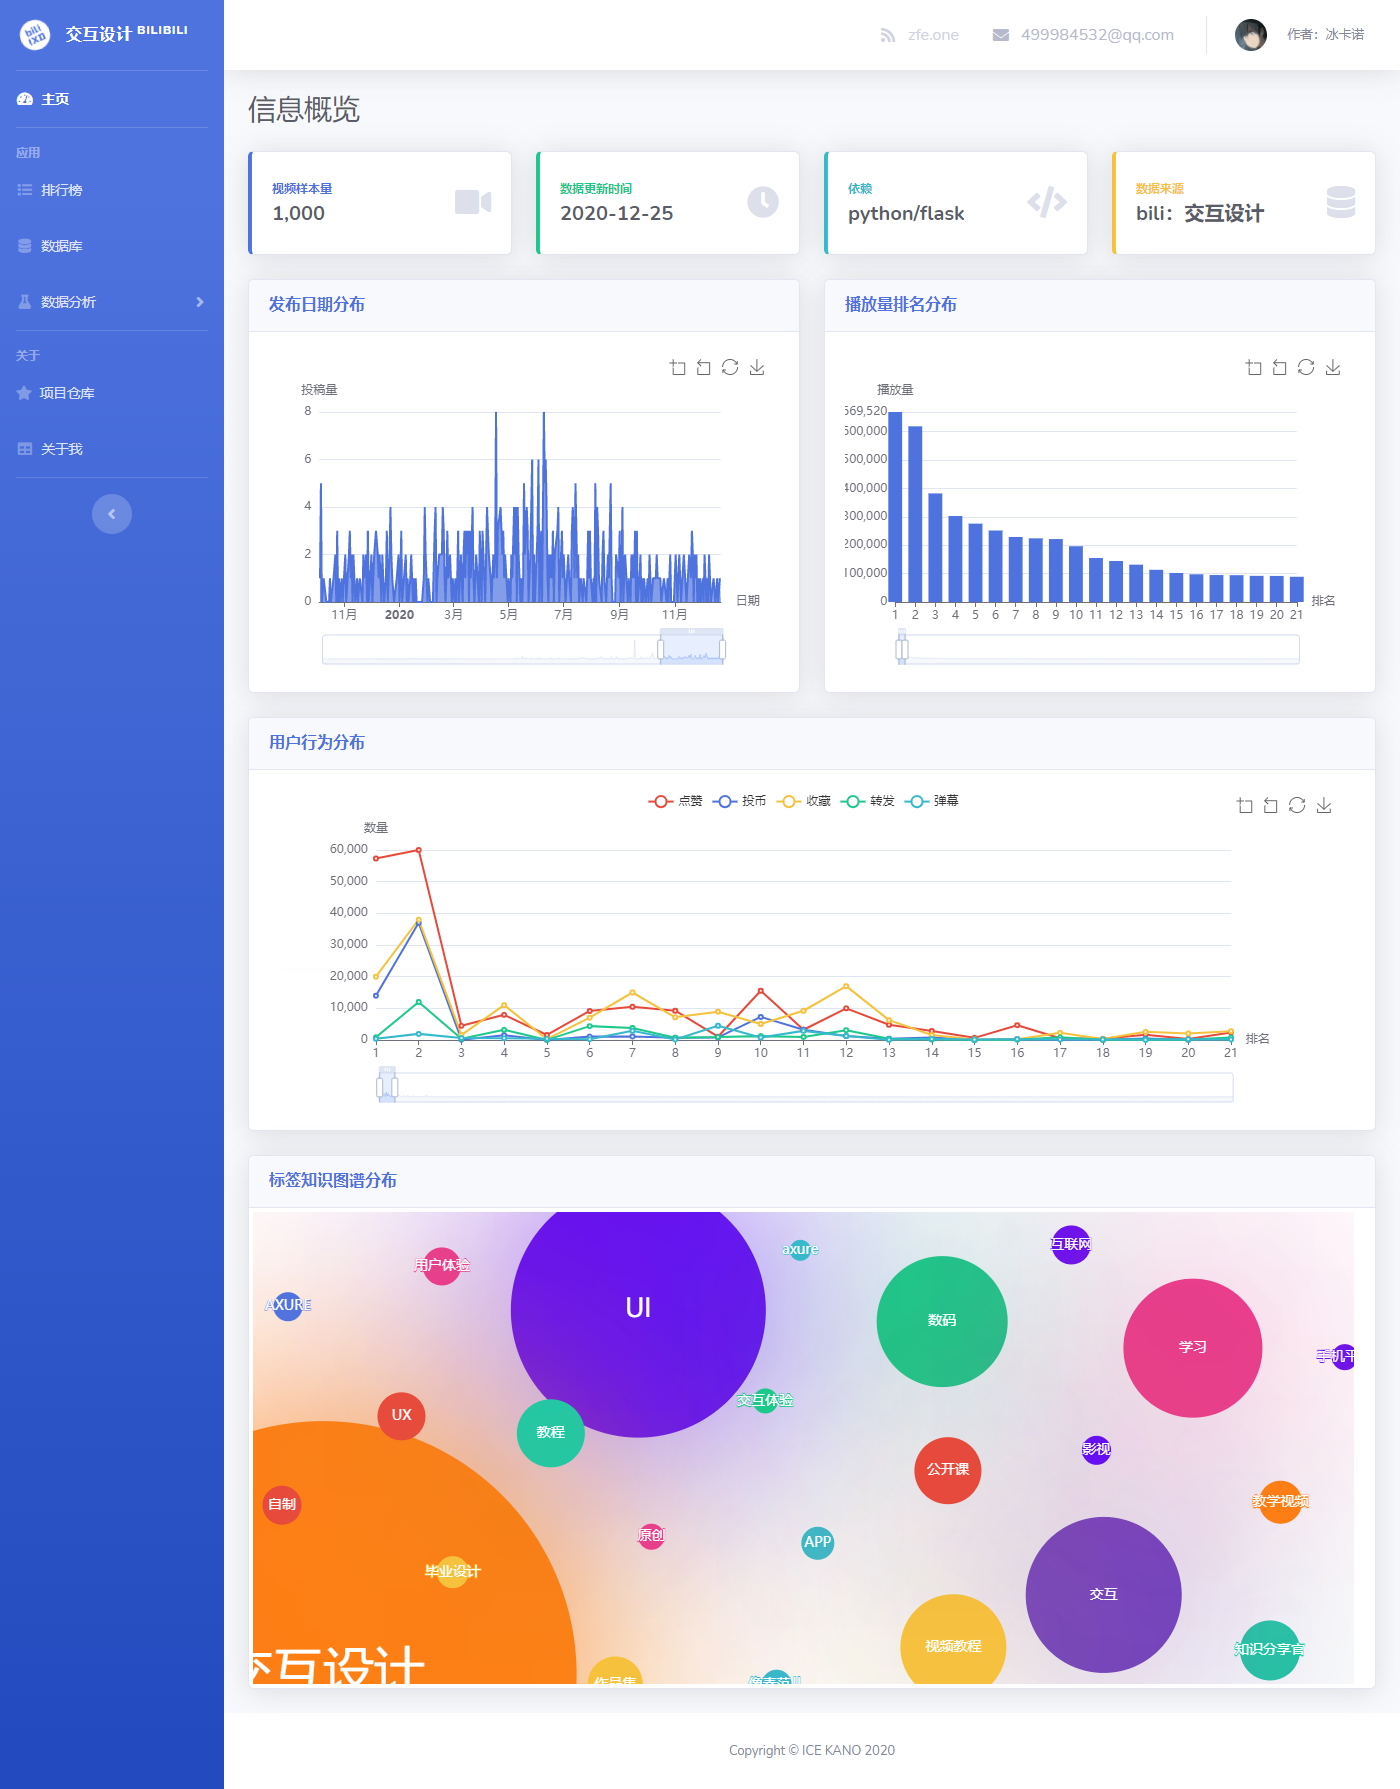 交互设计 BILIBILI
主页
应用
排行榜
数据库
数据分析
关于
项目仓库
关于我
zfe.one
499984532@qq.com
作者：冰卡诺
信息概览
视频样本量
1,000
数据更新时间
2020-12-25
依赖
python/flask
数据来源
bili：交互设计
发布日期分布
投稿量
8
6
4
2
0
11月 2020 3月 5月 7月 9月 11月
日期
播放量排名分布
播放量
569,520
500,000
500,000
400,000
300,000
200,000
100,000
0
1 2 3 4 5 6 7 8 9 10 11 12 13 14 15 16 17 18 19 20 21
排名
用户行为分布
点赞 投币 收藏 转发 弹幕
数量
60,000
50,000
40,000
30,000
20,000
10,000
0
1 2 3 4 5 6 7 8 9 10 11 12 13 14 15 16 17 18 19 20 21
排名
标签知识图谱分布
互联网
axure
用户体验
AXURE
UI
数码
学习
手机平
交互体验
UX
教程
影视
公开课
教学视频
自制
原创
APP
毕业设计
交互
视频教程
知识分享官
交互设计
作品集
Copyright © ICE KANO 2020